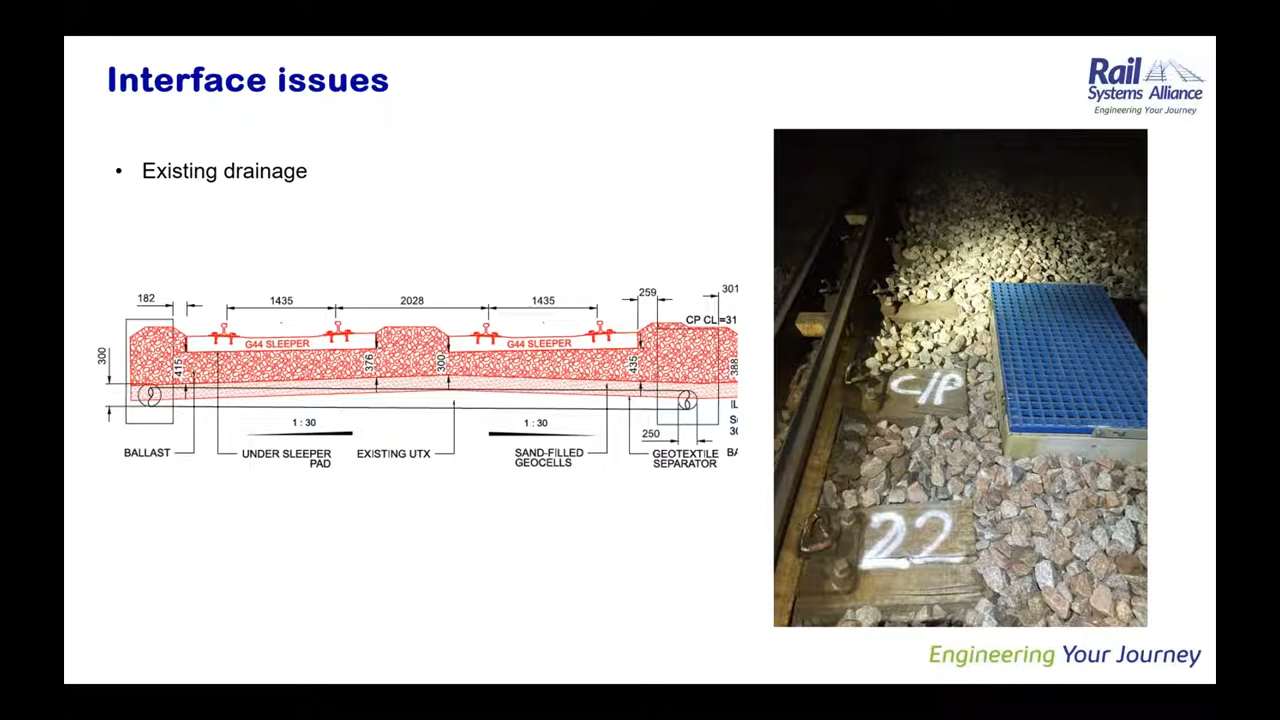 Interface issues
Rail
Systems Alliance
Engineering Your Journey
• Existing drainage
182
1435
2028
1435
259
301
CP CL=31
G44 SLEEPER
G44 SLEEPER
300
415
376
300
435
388
1 : 30
1 : 30
250
30
BALLAST
UNDER SLEEPER
PAD
EXISTING UTX
SAND-FILLED
GEOCELLS
GEOTEXTILE
SEPARATOR
BA
C/P
22
Engineering Your Journey